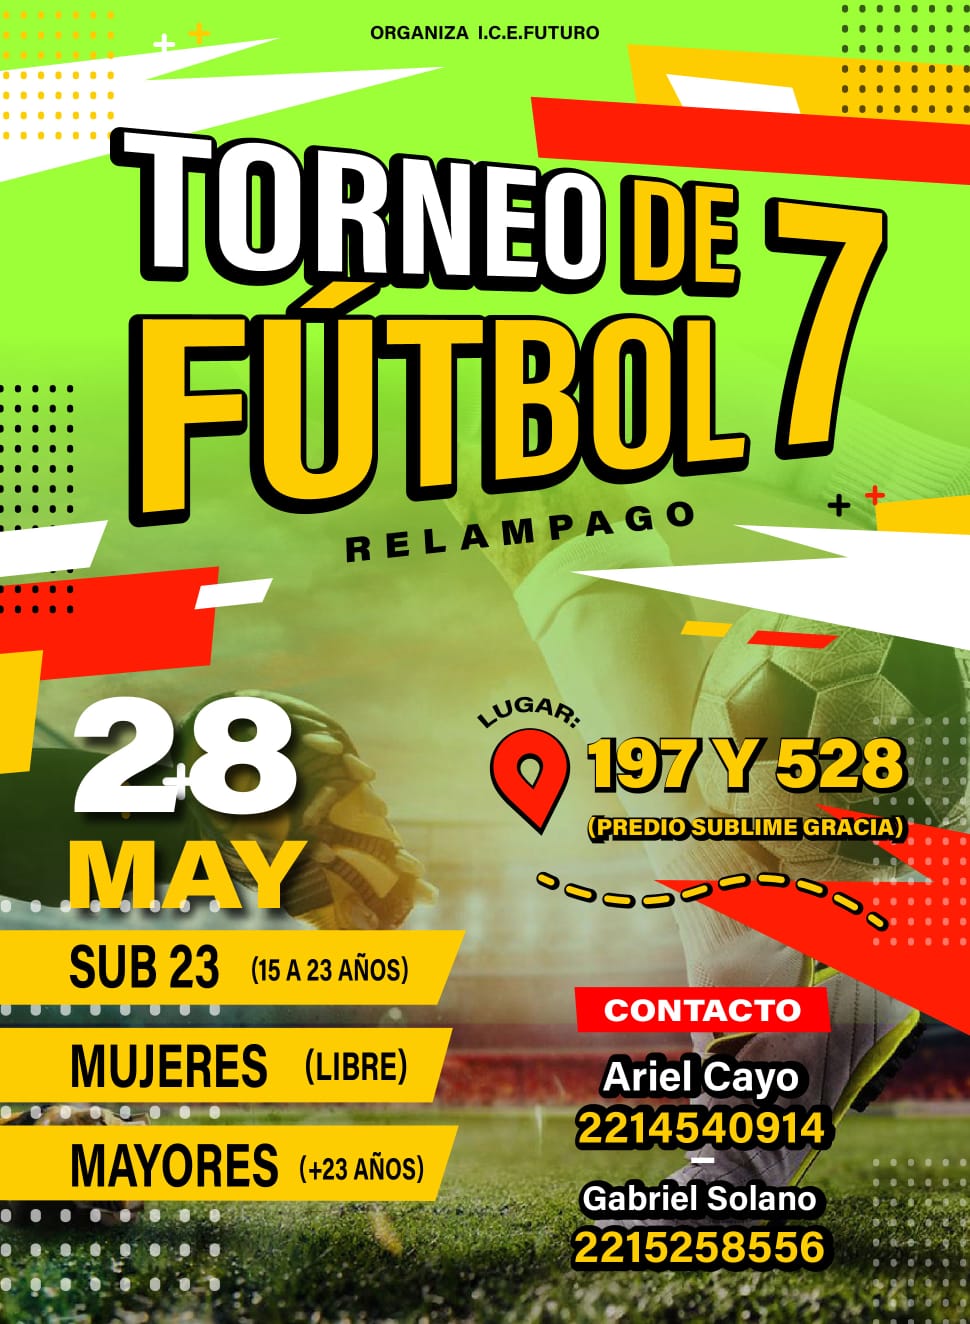 ORGANIZA I.C.E.FUTURO
TORNEO DE
FÚTBOL 7
RELAMPAGO
28
MAY
LUGAR:
197 Y 528
(PREDIO SUBLIME GRACIA)
SUB 23 (15 A 23 AÑOS)
MUJERES (LIBRE)
MAYORES (+23 AÑOS)
CONTACTO
Ariel Cayo
2214540914
–
Gabriel Solano
2215258556